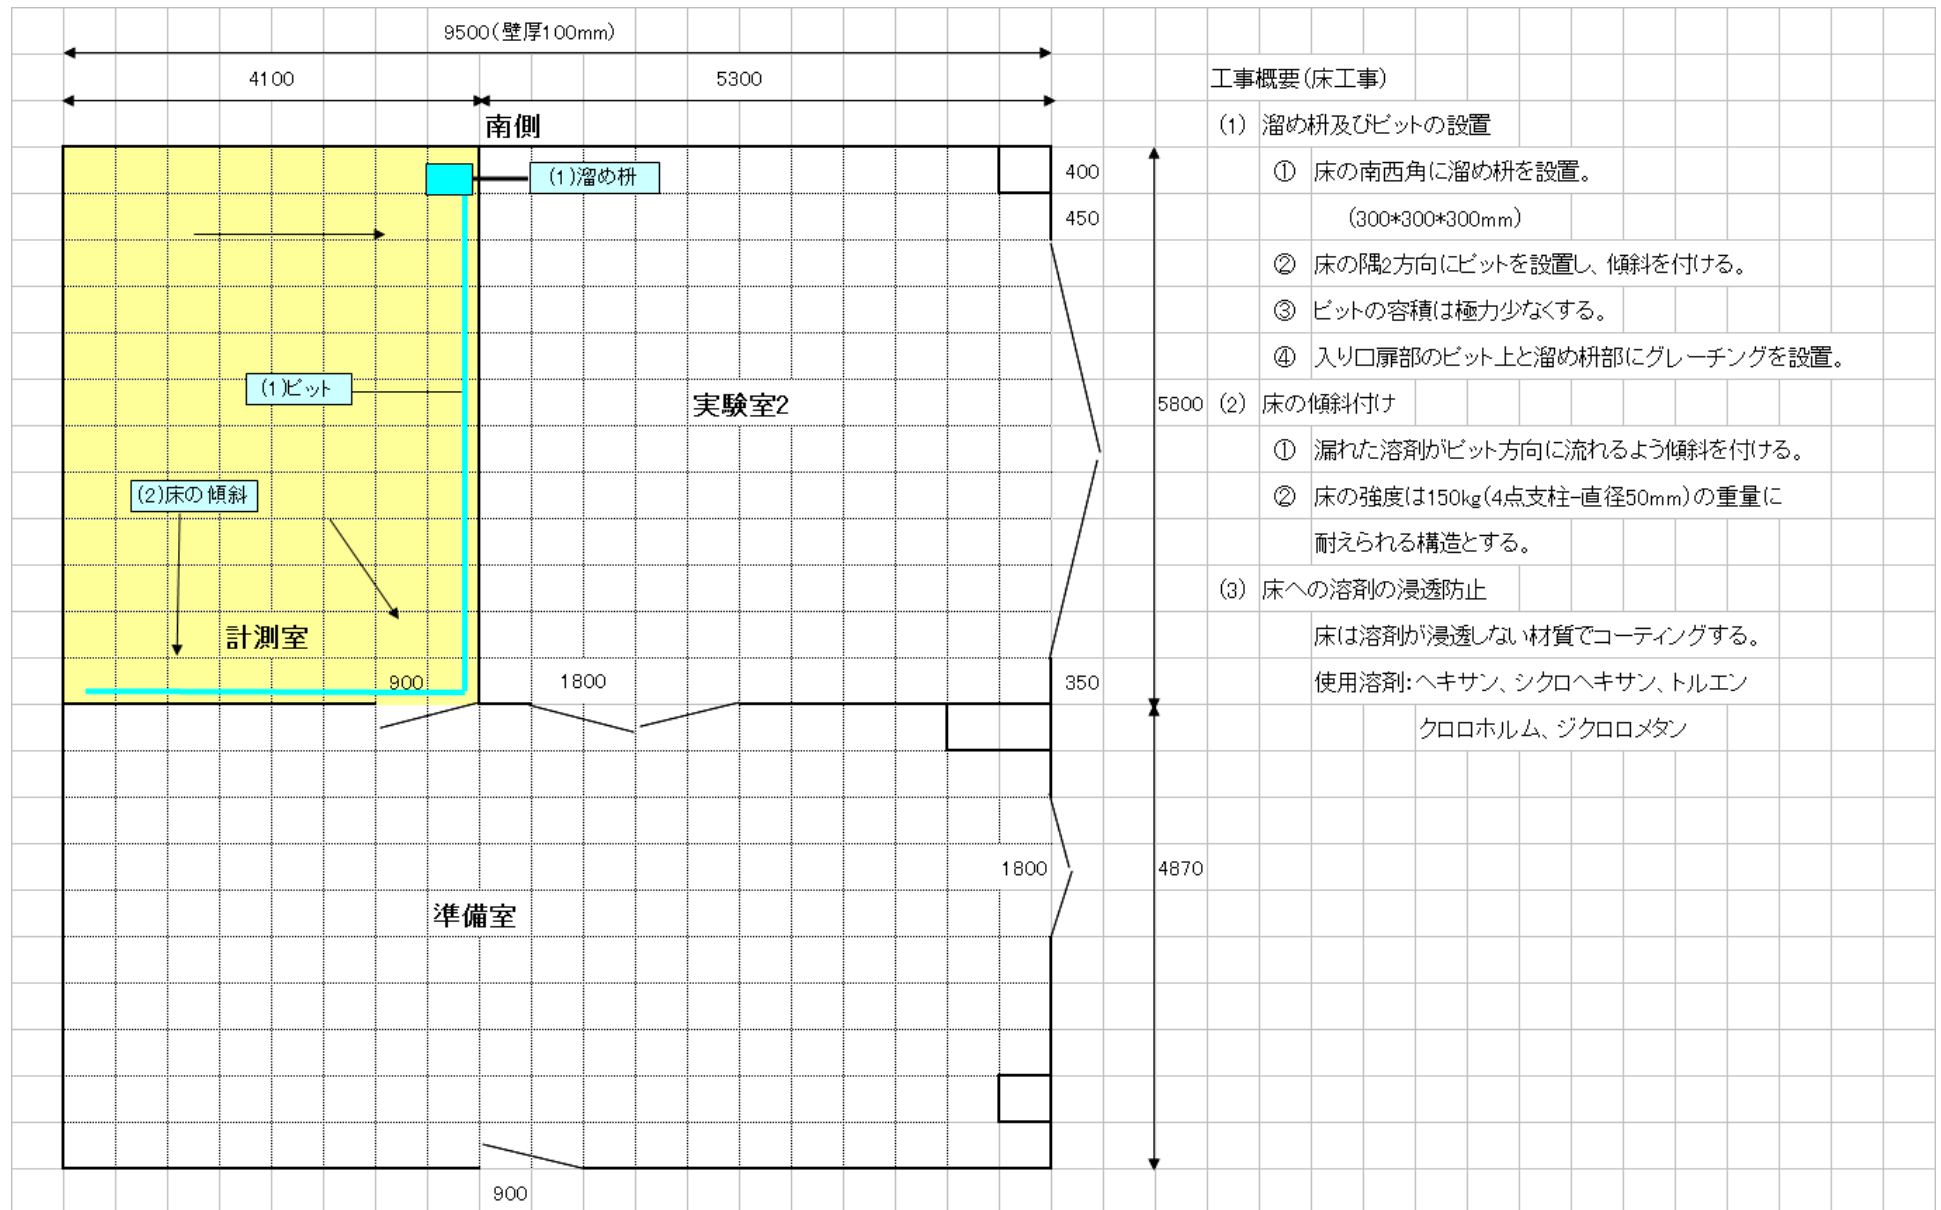 9500(壁厚100mm)
4100
5300
南側
(1)溜め枡
400
450
(1)ピット
実験室2
5800
(2)床の傾斜
計測室
900
1800
350
1800
4870
準備室
900
工事概要(床工事)
(1) 溜め枡及びピットの設置
① 床の南西角に溜め枡を設置。
(300*300*300mm)
② 床の隅2方向にピットを設置し、傾斜を付ける。
③ ピットの容積は極力少なくする。
④ 入り口扉部のピット上と溜め枡部にグレーチングを設置。
(2) 床の傾斜付け
① 漏れた溶剤がピット方向に流れるよう傾斜を付ける。
② 床の強度は150kg(4点支柱-直径50mm)の重量に
耐えられる構造とする。
(3) 床への溶剤の浸透防止
床は溶剤が浸透しない材質でコーティングする。
使用溶剤:ヘキサン、シクロヘキサン、トルエン
クロロホルム、ジクロロメタン